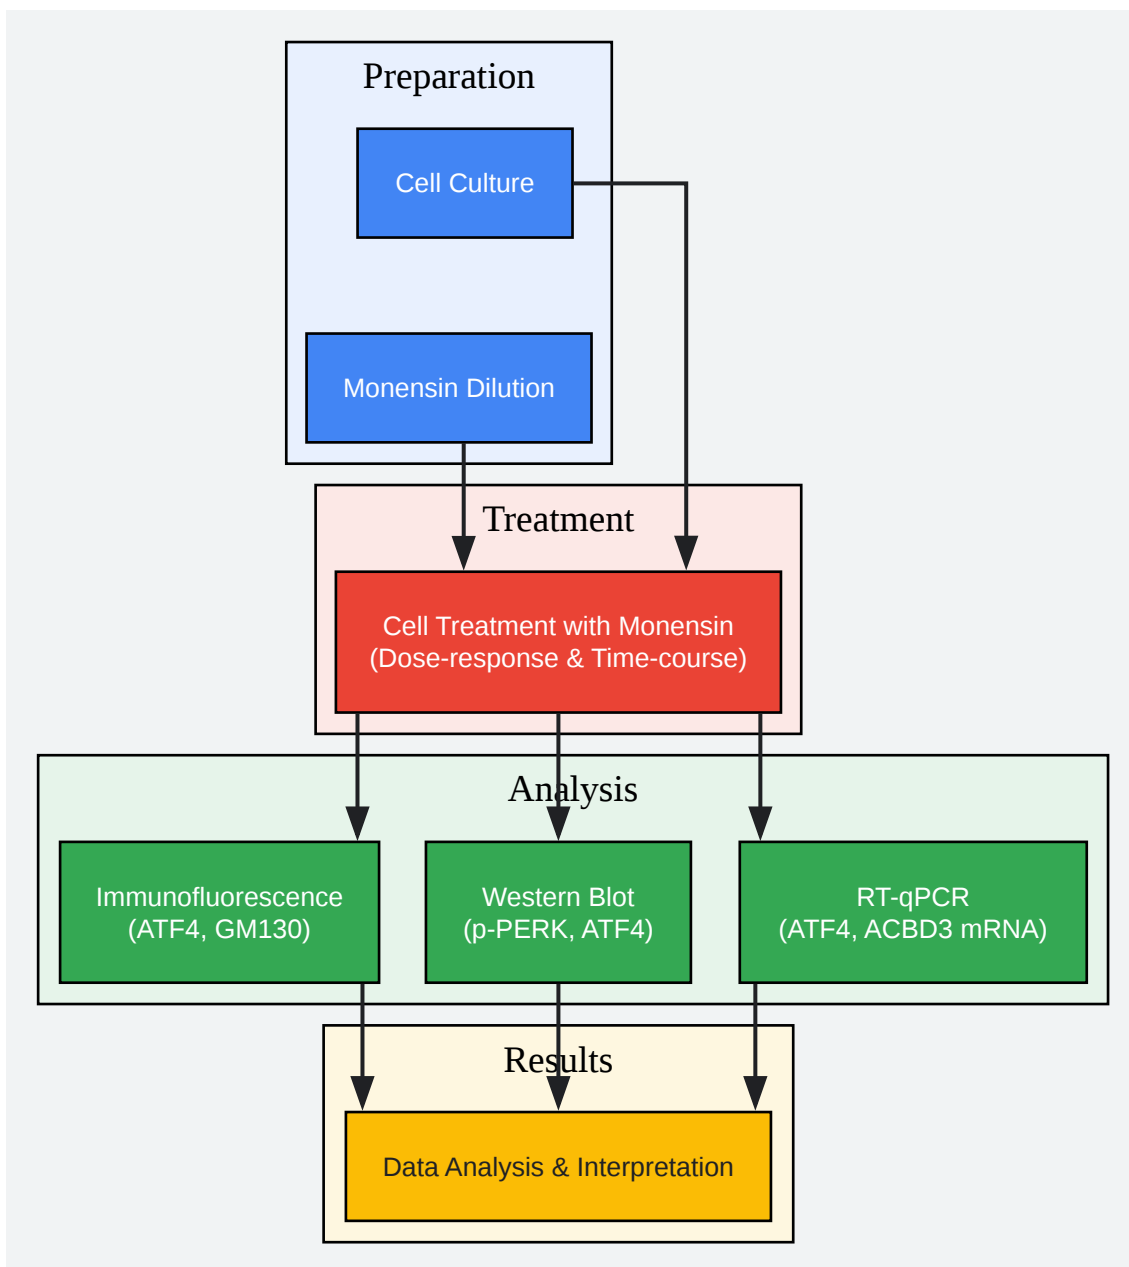 Preparation
Cell Culture
Monensin Dilution
Treatment
Cell Treatment with Monensin
(Dose-response & Time-course)
Analysis
Immunofluorescence
(ATF4, GM130)
Western Blot
(p-PERK, ATF4)
RT-qPCR
(ATF4, ACBD3 mRNA)
Results
Data Analysis & Interpretation